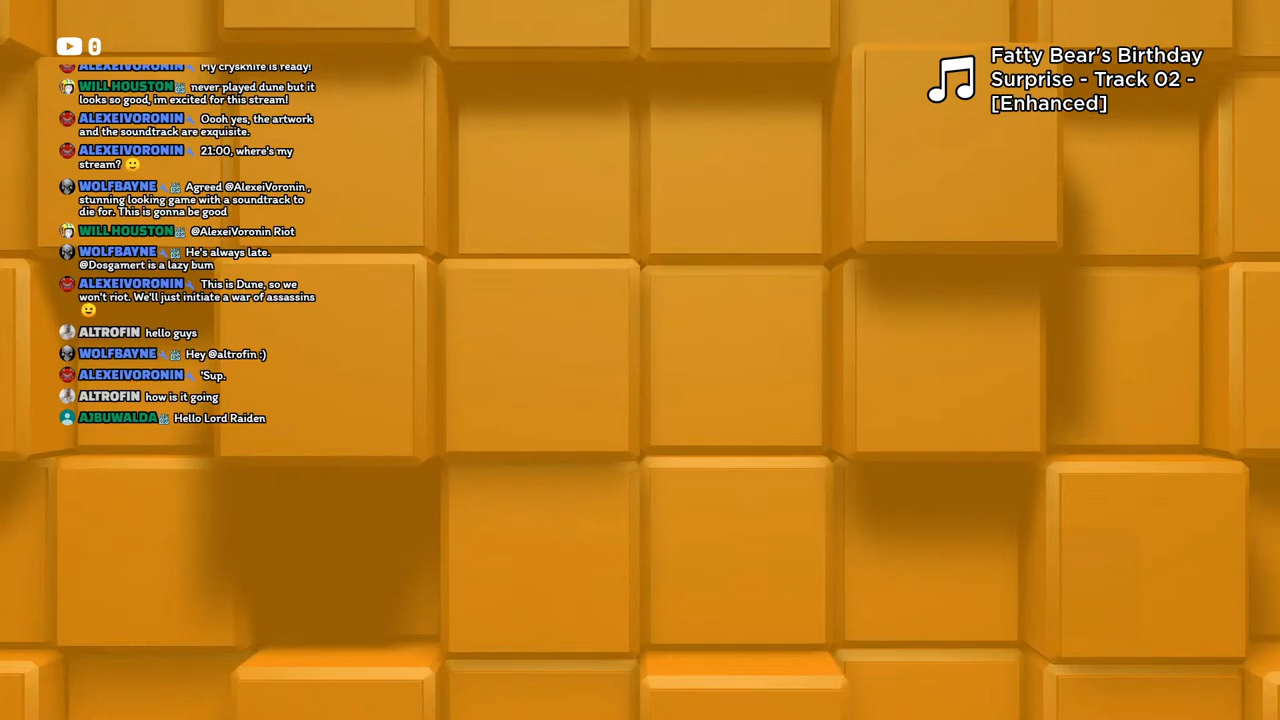 0
ALEXEIVORONIN My crysknife is ready!
WILL HOUSTON never played dune but it
looks so good, im excited for this stream!
ALEXEIVORONIN Oooh yes, the artwork
and the soundtrack are exquisite.
ALEXEIVORONIN 21:00, where's my
stream? 🙂
WOLFBAYNE Agreed @AlexeiVoronin ,
stunning looking game with a soundtrack to
die for. This is gonna be good
WILL HOUSTON @AlexeiVoronin Riot
WOLFBAYNE He's always late.
@Dosgamert is a lazy bum
ALEXEIVORONIN This is Dune, so we
won't riot. We'll just initiate a war of assassins
😉
ALTROFIN hello guys
WOLFBAYNE Hey @altrofin :)
ALEXEIVORONIN 'Sup.
ALTROFIN how is it going
AJBUWALDA Hello Lord Raiden
Fatty Bear's Birthday
Surprise - Track 02 -
[Enhanced]